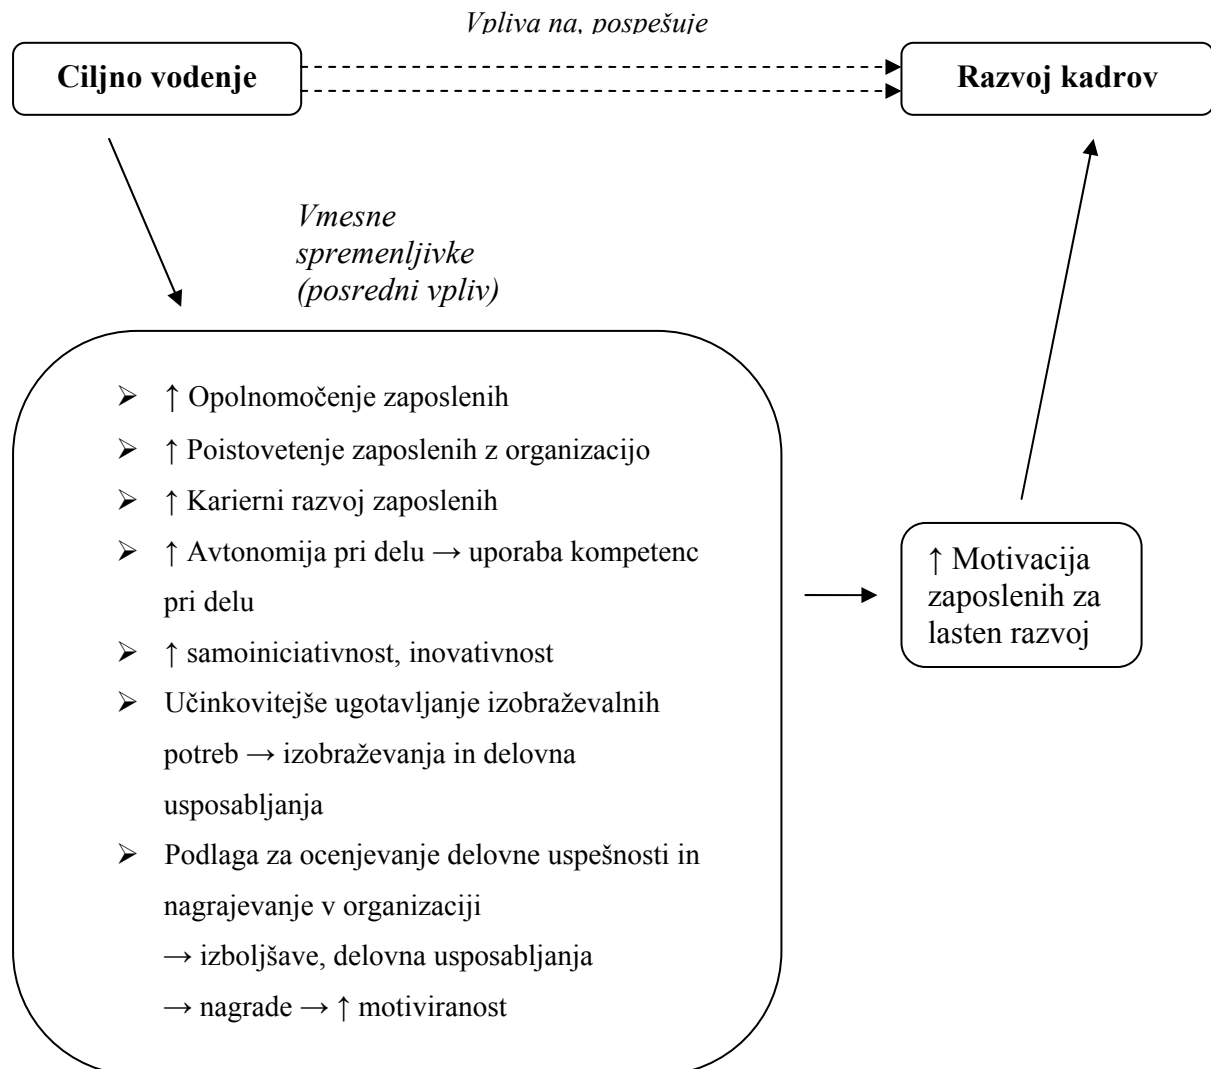 Vpliva na, pospešuje
Ciljno vodenje
Razvoj kadrov
Vmesne
spremenljivke
(posredni vpliv)
➢ ↑ Opolnomočenje zaposlenih
➢ ↑ Poistovetenje zaposlenih z organizacijo
➢ ↑ Karierni razvoj zaposlenih
➢ ↑ Avtonomija pri delu → uporaba kompetenc
pri delu
➢ ↑ samoiniciativnost, inovativnost
➢ Učinkovitejše ugotavljanje izobraževalnih
potreb → izobraževanja in delovna
usposabljanja
➢ Podlaga za ocenjevanje delovne uspešnosti in
nagrajevanje v organizaciji
→ izboljšave, delovna usposabljanja
→ nagrade → ↑ motiviranost
↑ Motivacija
zaposlenih za
lasten razvoj